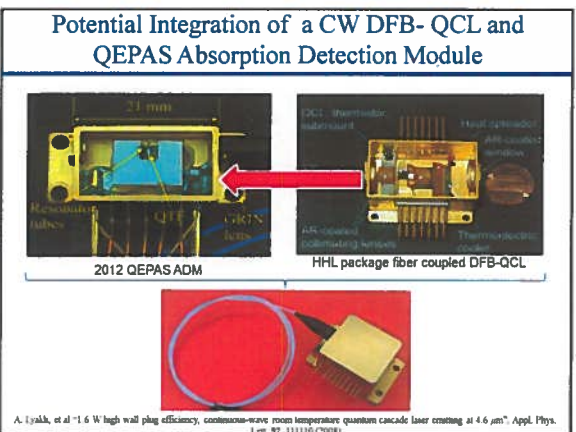 Potential Integration of a CW DFB- QCL and
QEPAS Absorption Detection Module
21 mm
Resonator
tubes
QTF
GRIN
lens
2012 QEPAS ADM
QCL, thermistor
submount
Heat spreader
AR-coated
window
AR-coated
collimating lenses
Thermoelectric
cooler
HHL package fiber coupled DFB-QCL
A. Lyakh, et al "1.6 W high wall plug efficiency, continuous-wave room temperature quantum cascade laser emitting at 4.6 μm", Appl. Phys.
Lett. 92, 111110 (2008)